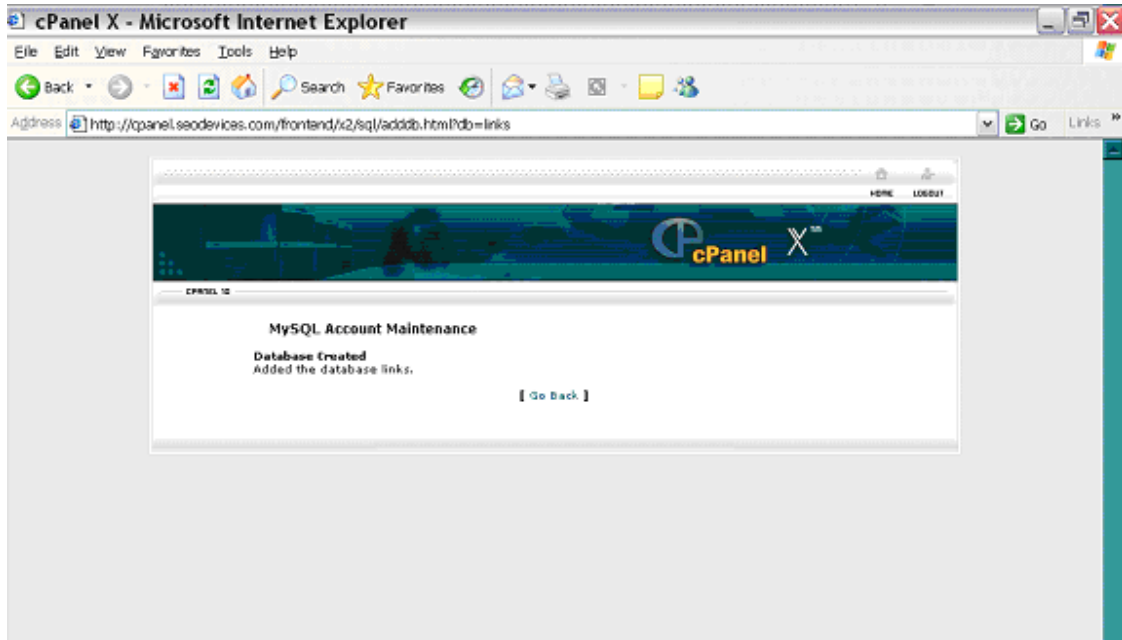 cPanel X - Microsoft Internet Explorer
File Edit View Favorites Tools Help
Back Search Favorites
Address http://cpanel.seodevices.com/frontend/x2/sql/adddb.html?db=links Go Links »
HOME LOGOUT
CP cPanel X™
CPANEL 10
MySQL Account Maintenance
Database Created
Added the database links.
[ Go Back ]